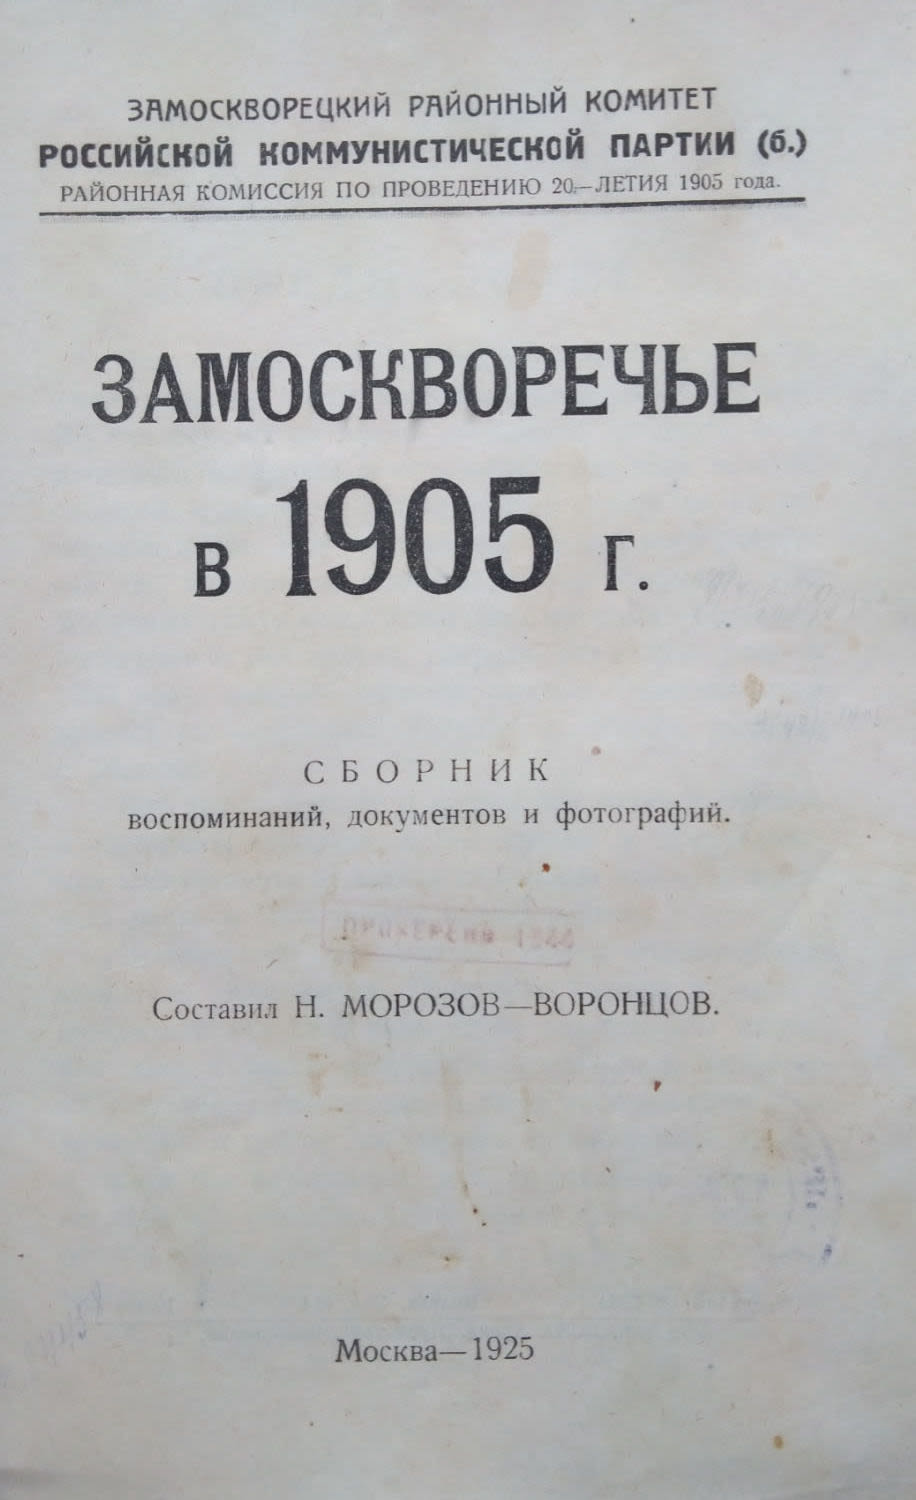 ЗАМОСКВОРЕЦКИЙ РАЙОННЫЙ КОМИТЕТ
РОССИЙСКОЙ КОММУНИСТИЧЕСКОЙ ПАРТИИ (б.)
РАЙОННАЯ КОМИССИЯ ПО ПРОВЕДЕНИЮ 20-ЛЕТИЯ 1905 года.
ЗАМОСКВОРЕЧЬЕ
в 1905 г.
СБОРНИК
воспоминаний, документов и фотографий.
Составил Н. МОРОЗОВ—ВОРОНЦОВ.
Москва—1925